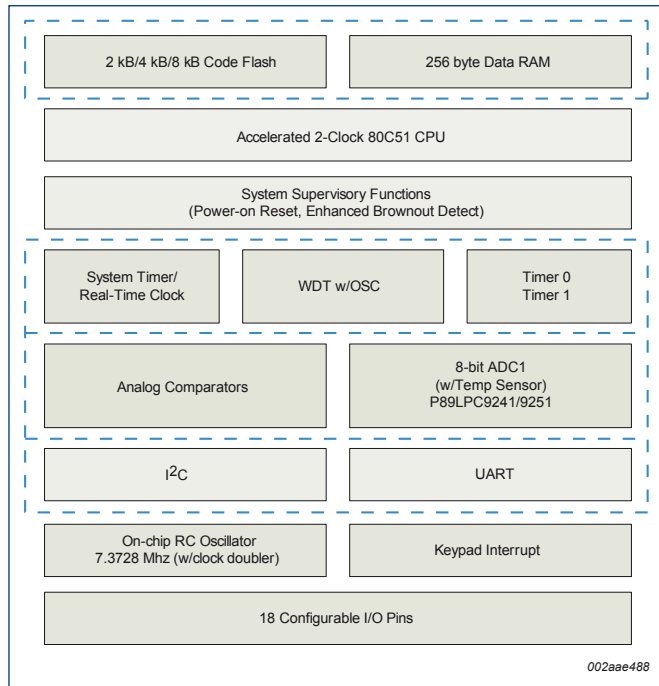 2 kB/4 kB/8 kB Code Flash
256 byte Data RAM
Accelerated 2-Clock 80C51 CPU
System Supervisory Functions
(Power-on Reset, Enhanced Brownout Detect)
System Timer/
Real-Time Clock
WDT w/OSC
Timer 0
Timer 1
Analog Comparators
8-bit ADC1
(w/Temp Sensor)
P89LPC9241/9251
I²C
UART
On-chip RC Oscillator
7.3728 Mhz (w/clock doubler)
Keypad Interrupt
18 Configurable I/O Pins
002aae488